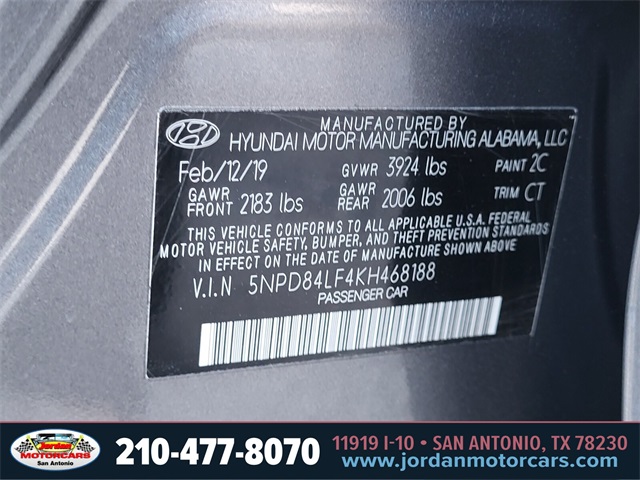 MANUFACTURED BY
HYUNDAI MOTOR MANUFACTURING ALABAMA, LLC
Feb/12/19 GVWR 3924 lbs PAINT 2C
GAWR FRONT 2183 lbs GAWR REAR 2006 lbs TRIM CT
THIS VEHICLE CONFORMS TO ALL APPLICABLE U.S.A. FEDERAL
MOTOR VEHICLE SAFETY, BUMPER, AND THEFT PREVENTION STANDARDS
IN EFFECT ON THE DATE OF MANUFACTURE SHOWN ABOVE.
V.I.N 5NPD84LF4KH468188
PASSENGER CAR
Jordan
MOTORCARS
San Antonio
210-477-8070
11919 I-10 • SAN ANTONIO, TX 78230
www.jordanmotorcars.com